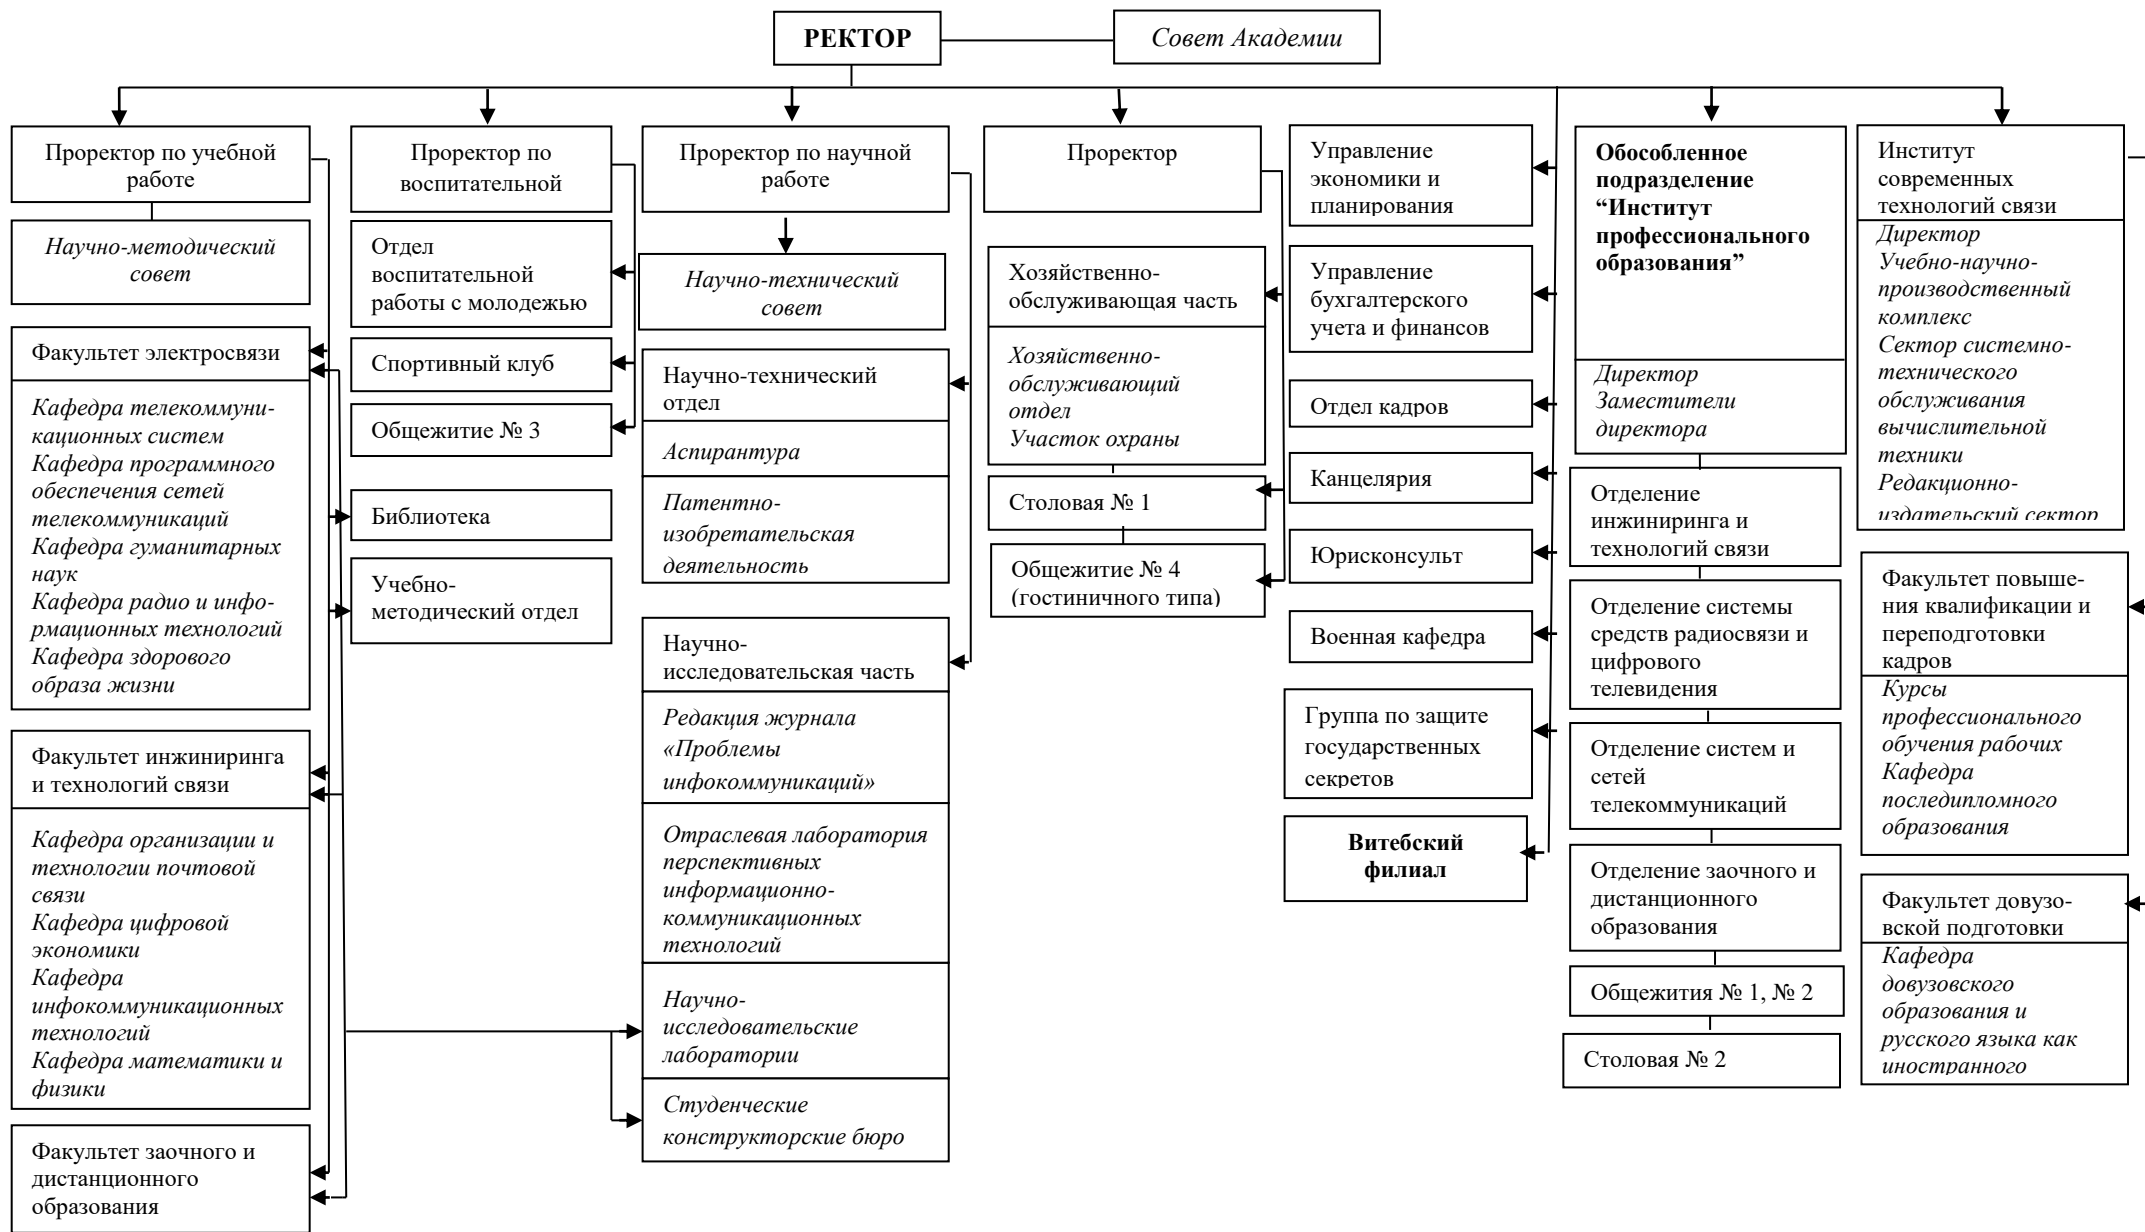 РЕКТОР
Совет Академии
Проректор по учебной
работе
Научно-методический
совет
Факультет электросвязи
Кафедра телекоммуни-
кационных систем
Кафедра программного
обеспечения сетей
телекоммуникаций
Кафедра гуманитарных
наук
Кафедра радио и инфо-
рмационных технологий
Кафедра здорового
образа жизни
Факультет инжиниринга
и технологий связи
Кафедра организации и
технологии почтовой
связи
Кафедра цифровой
экономики
Кафедра
инфокоммуникационных
технологий
Кафедра математики и
физики
Факультет заочного и
дистанционного
образования
Проректор по
воспитательной
Отдел
воспитательной
работы с молодежью
Спортивный клуб
Общежитие № 3
Библиотека
Учебно-
методический отдел
Проректор по научной
работе
Научно-технический
совет
Научно-технический
отдел
Аспирантура
Патентно-
изобретательская
деятельность
Научно-
исследовательская часть
Редакция журнала
«Проблемы
инфокоммуникаций»
Отраслевая лаборатория
перспективных
информационно-
коммуникационных
технологий
Научно-
исследовательские
лаборатории
Студенческие
конструкторские бюро
Проректор
Хозяйственно-
обслуживающая часть
Хозяйственно-
обслуживающий
отдел
Участок охраны
Столовая № 1
Общежитие № 4
(гостиничного типа)
Управление
экономики и
планирования
Управление
бухгалтерского
учета и финансов
Отдел кадров
Канцелярия
Юрисконсульт
Военная кафедра
Группа по защите
государственных
секретов
Витебский
филиал
Обособленное
подразделение
“Институт
профессионального
образования”
Директор
Заместители
директора
Отделение
инжиниринга и
технологий связи
Отделение системы
средств радиосвязи и
цифрового
телевидения
Отделение систем и
сетей
телекоммуникаций
Отделение заочного и
дистанционного
образования
Общежития № 1, № 2
Столовая № 2
Институт
современных
технологий связи
Директор
Учебно-научно-
производственный
комплекс
Сектор системно-
технического
обслуживания
вычислительной
техники
Редакционно-
издательский сектор
Факультет повыше-
ния квалификации и
переподготовки
кадров
Курсы
профессионального
обучения рабочих
Кафедра
последипломного
образования
Факультет довузо-
вской подготовки
Кафедра
довузовского
образования и
русского языка как
иностранного